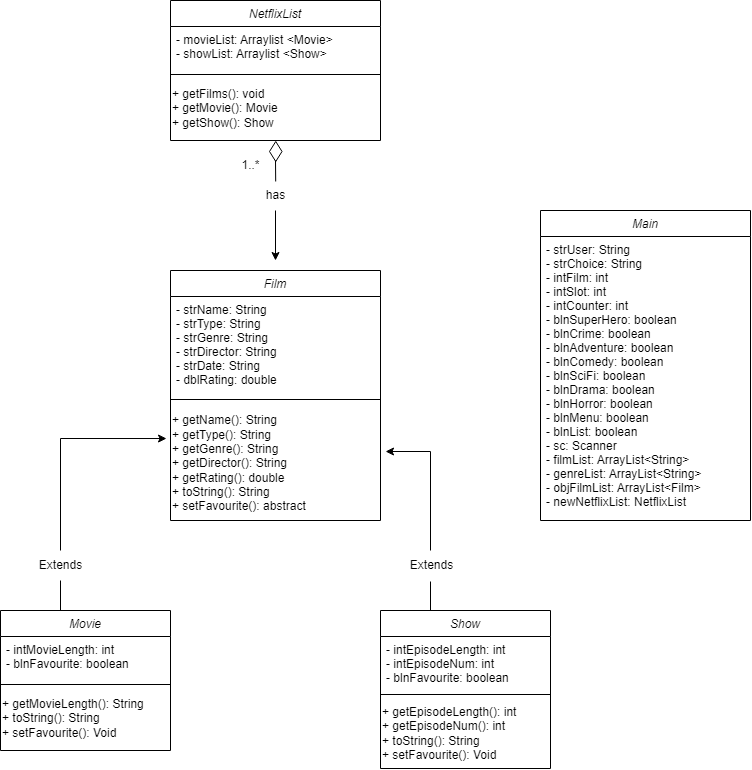 NetflixList
- movieList: Arraylist <Movie>
- showList: Arraylist <Show>
+ getFilms(): void
+ getMovie(): Movie
+ getShow(): Show
1..*
has
Film
- strName: String
- strType: String
- strGenre: String
- strDirector: String
- strDate: String
- dblRating: double
+ getName(): String
+ getType(): String
+ getGenre(): String
+ getDirector(): String
+ getRating(): double
+ toString(): String
+ setFavourite(): abstract
Main
- strUser: String
- strChoice: String
- intFilm: int
- intSlot: int
- intCounter: int
- blnSuperHero: boolean
- blnCrime: boolean
- blnAdventure: boolean
- blnComedy: boolean
- blnSciFi: boolean
- blnDrama: boolean
- blnHorror: boolean
- blnMenu: boolean
- blnList: boolean
- sc: Scanner
- filmList: ArrayList<String>
- genreList: ArrayList<String>
- objFilmList: ArrayList<Film>
- newNetflixList: NetflixList
Extends
Extends
Movie
- intMovieLength: int
- blnFavourite: boolean
+ getMovieLength(): String
+ toString(): String
+ setFavourite(): Void
Show
- intEpisodeLength: int
- intEpisodeNum: int
- blnFavourite: boolean
+ getEpisodeLength(): int
+ getEpisodeNum(): int
+ toString(): String
+ setFavourite(): Void